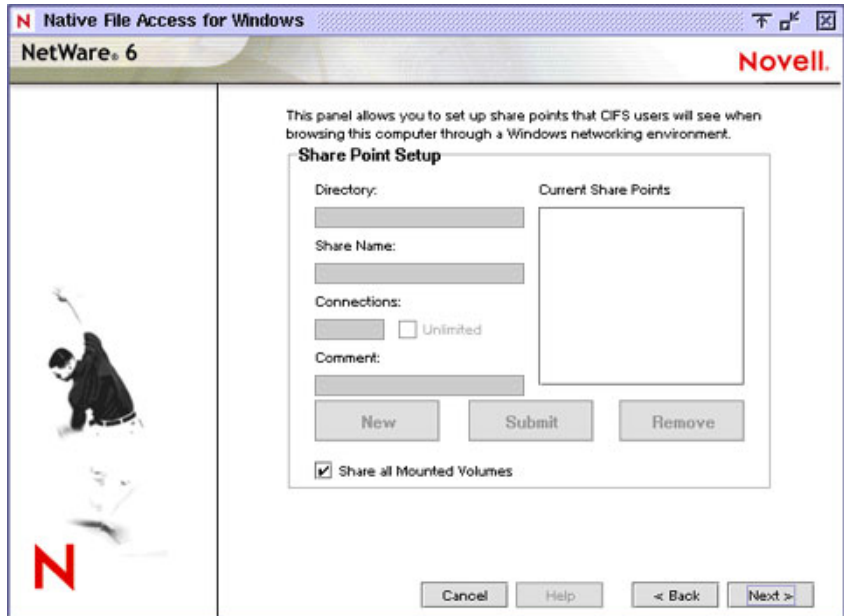 N Native File Access for Windows
NetWare® 6
Novell.
This panel allows you to set up share points that CIFS users will see when
browsing this computer through a Windows networking environment.
Share Point Setup
Directory:
Current Share Points
Share Name:
Connections:
Unlimited
Comment:
New Submit Remove
Share all Mounted Volumes
N
Cancel Help < Back Next >